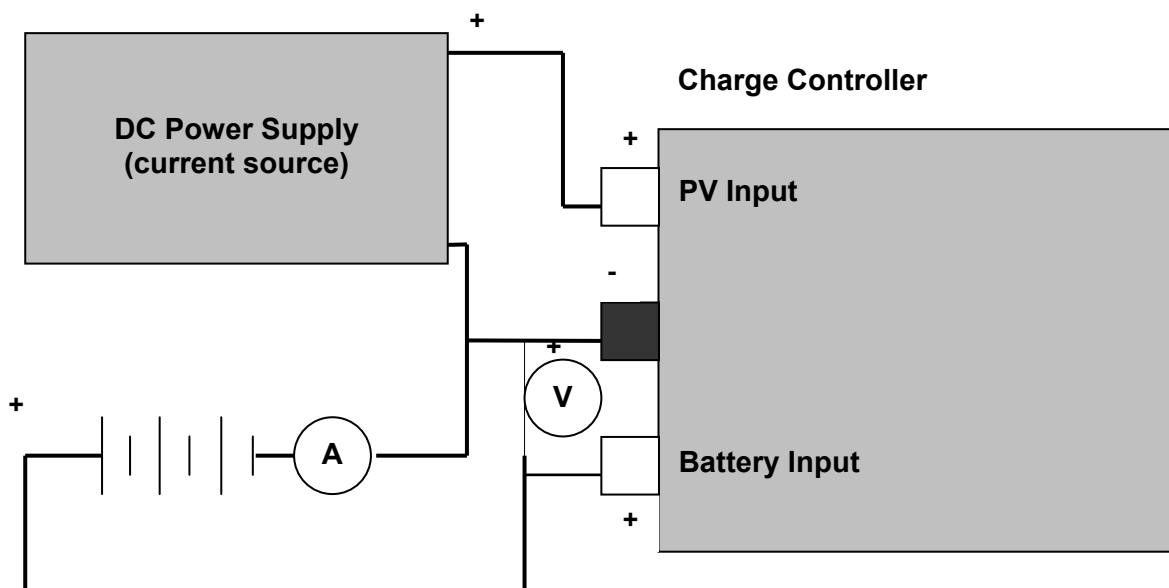 +
DC Power Supply
(current source)
Charge Controller
+
PV Input
-
+
V
+
A
Battery Input
+